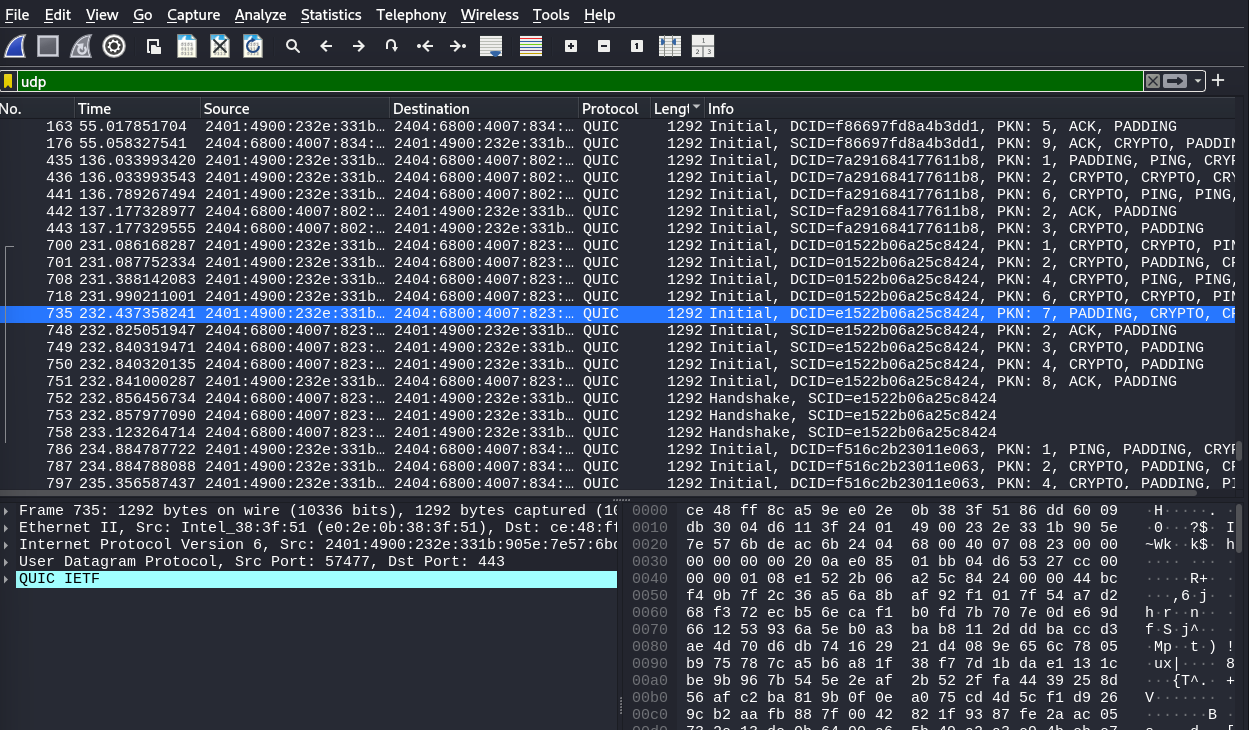 File Edit View Go Capture Analyze Statistics Telephony Wireless Tools Help
udp
No. Time Source Destination Protocol Lengt Info
163 55.017851704 2401:4900:232e:331b… 2404:6800:4007:834:… QUIC 1292 Initial, DCID=f86697fd8a4b3dd1, PKN: 5, ACK, PADDING
176 55.058327541 2404:6800:4007:834:… 2401:4900:232e:331b… QUIC 1292 Initial, SCID=f86697fd8a4b3dd1, PKN: 9, ACK, CRYPTO, PADDIN
435 136.033993420 2401:4900:232e:331b… 2404:6800:4007:802:… QUIC 1292 Initial, DCID=7a291684177611b8, PKN: 1, PADDING, PING, CRYP
436 136.033993543 2401:4900:232e:331b… 2404:6800:4007:802:… QUIC 1292 Initial, DCID=7a291684177611b8, PKN: 2, CRYPTO, CRYPTO, CRY
441 136.789267494 2401:4900:232e:331b… 2404:6800:4007:802:… QUIC 1292 Initial, DCID=fa291684177611b8, PKN: 6, CRYPTO, PING, PING,
442 137.177328977 2404:6800:4007:802:… 2401:4900:232e:331b… QUIC 1292 Initial, SCID=fa291684177611b8, PKN: 2, ACK, PADDING
443 137.177329555 2404:6800:4007:802:… 2401:4900:232e:331b… QUIC 1292 Initial, SCID=fa291684177611b8, PKN: 3, CRYPTO, PADDING
700 231.086168287 2401:4900:232e:331b… 2404:6800:4007:823:… QUIC 1292 Initial, DCID=01522b06a25c8424, PKN: 1, CRYPTO, CRYPTO, PIN
701 231.087752334 2401:4900:232e:331b… 2404:6800:4007:823:… QUIC 1292 Initial, DCID=01522b06a25c8424, PKN: 2, CRYPTO, PADDING, CR
708 231.388142083 2401:4900:232e:331b… 2404:6800:4007:823:… QUIC 1292 Initial, DCID=01522b06a25c8424, PKN: 4, CRYPTO, PING, PING,
718 231.990211001 2401:4900:232e:331b… 2404:6800:4007:823:… QUIC 1292 Initial, DCID=01522b06a25c8424, PKN: 6, CRYPTO, CRYPTO, PIN
735 232.437358241 2401:4900:232e:331b… 2404:6800:4007:823:… QUIC 1292 Initial, DCID=e1522b06a25c8424, PKN: 7, PADDING, CRYPTO, CR
748 232.825051947 2404:6800:4007:823:… 2401:4900:232e:331b… QUIC 1292 Initial, SCID=e1522b06a25c8424, PKN: 2, ACK, PADDING
749 232.840319471 2404:6800:4007:823:… 2401:4900:232e:331b… QUIC 1292 Initial, SCID=e1522b06a25c8424, PKN: 3, CRYPTO, PADDING
750 232.840320135 2404:6800:4007:823:… 2401:4900:232e:331b… QUIC 1292 Initial, SCID=e1522b06a25c8424, PKN: 4, CRYPTO, PADDING
751 232.841000287 2401:4900:232e:331b… 2404:6800:4007:823:… QUIC 1292 Initial, DCID=e1522b06a25c8424, PKN: 8, ACK, PADDING
752 232.856456734 2404:6800:4007:823:… 2401:4900:232e:331b… QUIC 1292 Handshake, SCID=e1522b06a25c8424
753 232.857977090 2404:6800:4007:823:… 2401:4900:232e:331b… QUIC 1292 Handshake, SCID=e1522b06a25c8424
758 233.123264714 2404:6800:4007:823:… 2401:4900:232e:331b… QUIC 1292 Handshake, SCID=e1522b06a25c8424
786 234.884787722 2401:4900:232e:331b… 2404:6800:4007:834:… QUIC 1292 Initial, DCID=f516c2b23011e063, PKN: 1, PING, PADDING, CRYP
787 234.884788088 2401:4900:232e:331b… 2404:6800:4007:834:… QUIC 1292 Initial, DCID=f516c2b23011e063, PKN: 2, CRYPTO, PADDING, CR
797 235.356587437 2401:4900:232e:331b… 2404:6800:4007:834:… QUIC 1292 Initial, DCID=f516c2b23011e063, PKN: 4, CRYPTO, PADDING, PI
Frame 735: 1292 bytes on wire (10336 bits), 1292 bytes captured (10
Ethernet II, Src: Intel_38:3f:51 (e0:2e:0b:38:3f:51), Dst: ce:48:ff
Internet Protocol Version 6, Src: 2401:4900:232e:331b:905e:7e57:6bd
User Datagram Protocol, Src Port: 57477, Dst Port: 443
QUIC IETF
0000 ce 48 ff 8c a5 9e e0 2e 0b 38 3f 51 86 dd 60 09 ·H·····.
0010 db 30 04 d6 11 3f 24 01 49 00 23 2e 33 1b 90 5e ·0···?$· I
0020 7e 57 6b de ac 6b 24 04 68 00 40 07 08 23 00 00 ~Wk··k$· h
0030 00 00 00 00 20 0a e0 85 01 bb 04 d6 53 27 cc 00 ···· ···
0040 00 00 01 08 e1 52 2b 06 a2 5c 84 24 00 00 44 bc ·····R+·
0050 f4 0b 7f 2c 36 a5 6a 8b af 92 f1 01 7f 54 a7 d2 ···,6·j·
0060 68 f3 72 ec b5 6e ca f1 b0 fd 7b 70 7e 0d e6 9d h·r··n··
0070 66 12 53 93 6a 5e b0 a3 ba b8 11 2d dd ba cc d3 f·S·j^··
0080 ae 4d 70 d6 db 74 16 29 21 d4 08 9e 65 6c 78 05 ·Mp··t·) !
0090 b9 75 78 7c a5 b6 a8 1f 38 f7 7d 1b da e1 13 1c ·ux|···· 8
00a0 be 9b 96 7b 54 5e 2e af 2b 52 2f fa 44 39 25 8d ···{T^.· +
00b0 56 af c2 ba 81 9b 0f 0e a0 75 cd 4d 5c f1 d9 26 V·······
00c0 9c b2 aa fb 88 7f 00 42 82 1f 93 87 fe 2a ac 05 ·······B